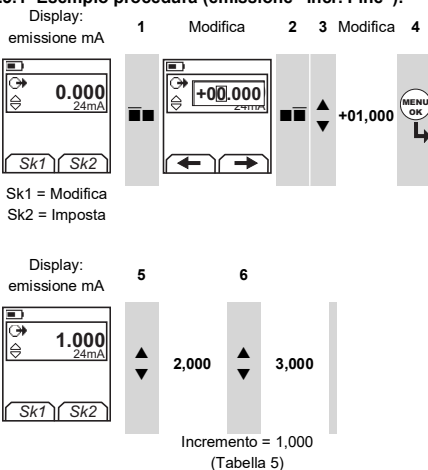 Display:
emissione mA
1 Modifica 2 3 Modifica 4
0.000
24mA
Sk1 Sk2
+00.000
24mA
+01,000
MENU
OK
Sk1 = Modifica
Sk2 = Imposta
Display:
emissione mA
5 6
1.000
24mA
Sk1 Sk2
2,000 3,000
Incremento = 1,000
(Tabella 5)